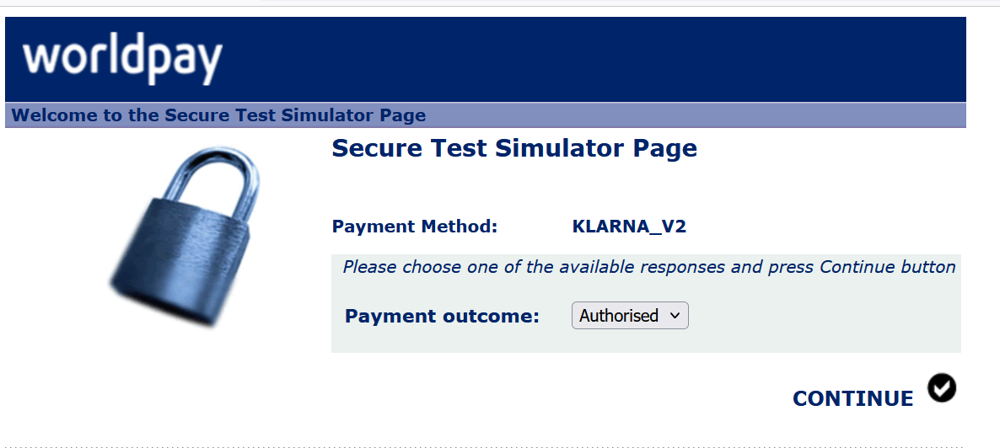 worldpay
Welcome to the Secure Test Simulator Page
Secure Test Simulator Page
Payment Method: KLARNA_V2
Please choose one of the available responses and press Continue button
Payment outcome: Authorised
CONTINUE